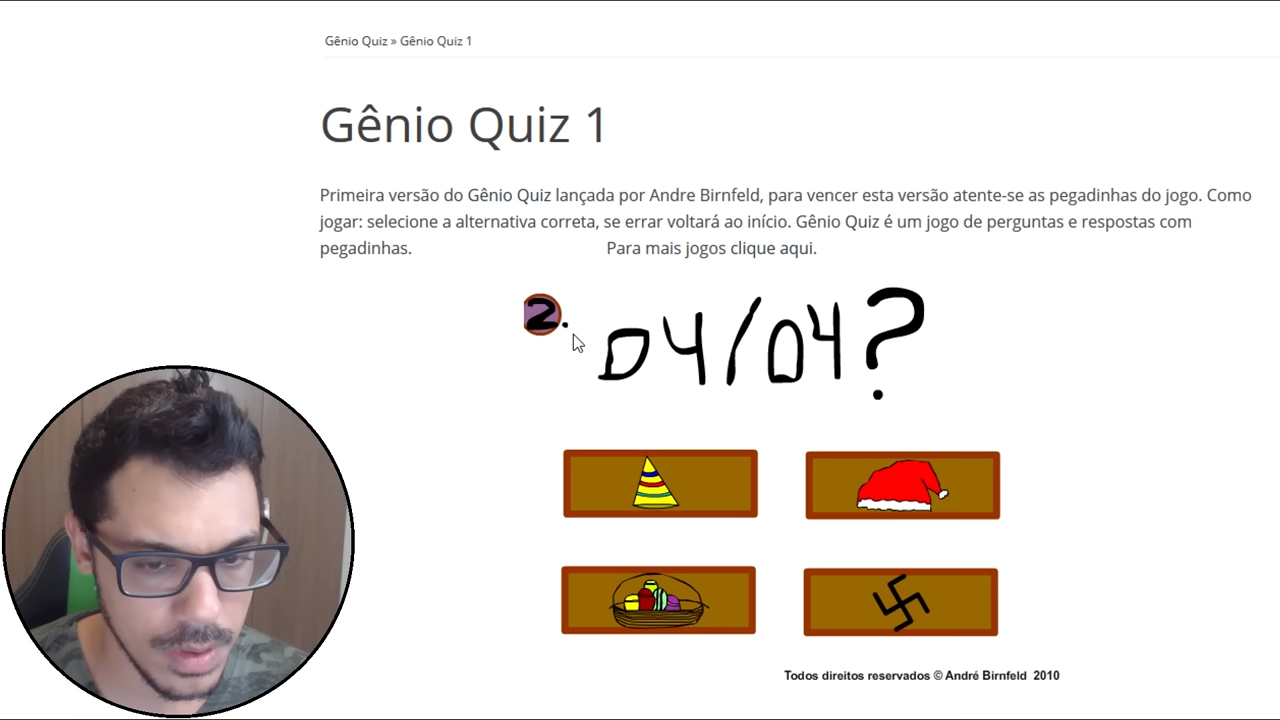 Gênio Quiz » Gênio Quiz 1
Gênio Quiz 1
Primeira versão do Gênio Quiz lançada por Andre Birnfeld, para vencer esta versão atente-se as pegadinhas do jogo. Como
jogar: selecione a alternativa correta, se errar voltará ao início. Gênio Quiz é um jogo de perguntas e respostas com
pegadinhas. Para mais jogos clique aqui.
2. 04/04?
Todos direitos reservados © André Birnfeld 2010